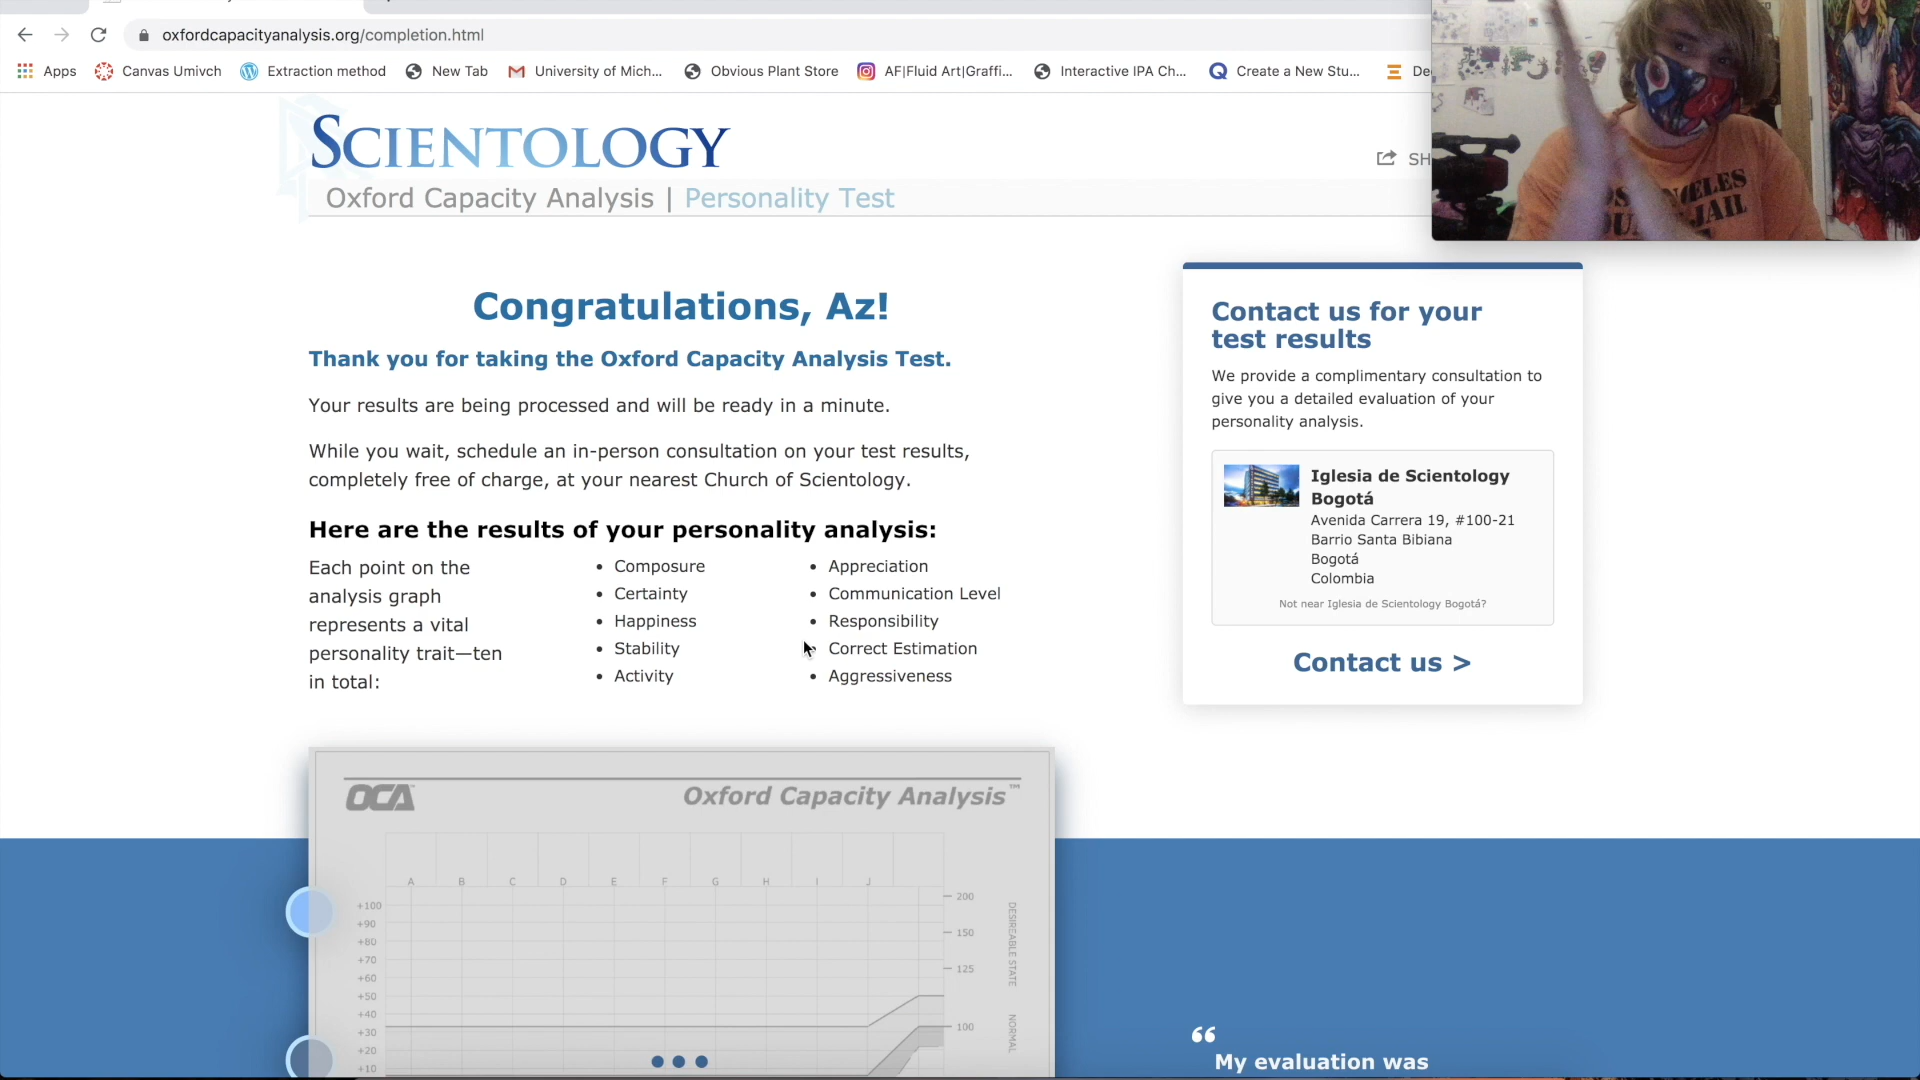 oxfordcapacityanalysis.org/completion.html
Apps
Canvas Umivch
Extraction method
New Tab
University of Mich...
Obvious Plant Store
AF|Fluid Art|Graffi...
Interactive IPA Ch...
Create a New Stu...
SCIENTOLOGY
Oxford Capacity Analysis | Personality Test
Congratulations, Az!
Thank you for taking the Oxford Capacity Analysis Test.
Your results are being processed and will be ready in a minute.
While you wait, schedule an in-person consultation on your test results,
completely free of charge, at your nearest Church of Scientology.
Here are the results of your personality analysis:
Each point on the
analysis graph
represents a vital
personality trait—ten
in total:
• Composure
• Certainty
• Happiness
• Stability
• Activity
• Appreciation
• Communication Level
• Responsibility
• Correct Estimation
• Aggressiveness
Contact us for your
test results
We provide a complimentary consultation to
give you a detailed evaluation of your
personality analysis.
Iglesia de Scientology
Bogotá
Avenida Carrera 19, #100-21
Barrio Santa Bibiana
Bogotá
Colombia
Not near Iglesia de Scientology Bogotá?
Contact us >
OCA
Oxford Capacity Analysis™
A B C D E F G H I J
+100
+90
+80
+70
+60
+50
+40
+30
+20
+10
200
150
125
100
DESIREABLE STATE
NORMAL
“
My evaluation was